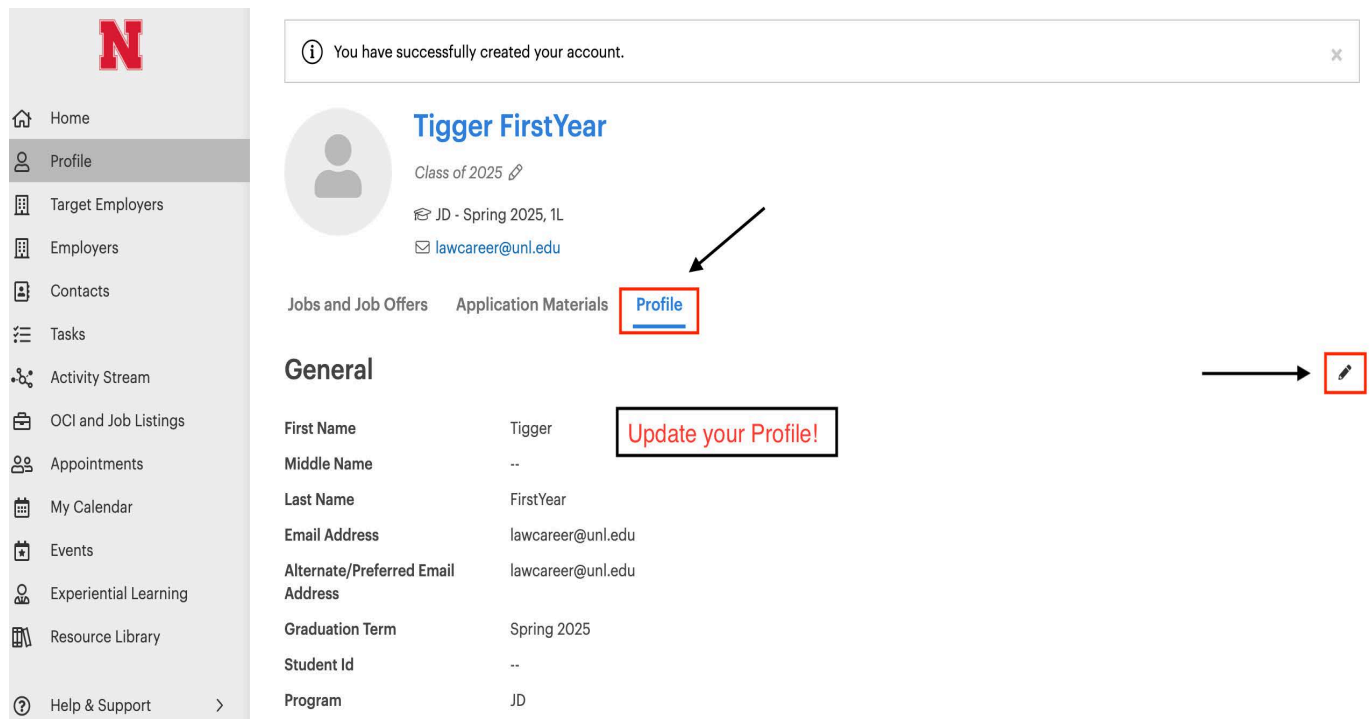 N
You have successfully created your account.
Home
Profile
Target Employers
Employers
Contacts
Tasks
Activity Stream
OCI and Job Listings
Appointments
My Calendar
Events
Experiential Learning
Resource Library
Help & Support
Tigger FirstYear
Class of 2025
JD - Spring 2025, 1L
lawcareer@unl.edu
Jobs and Job Offers Application Materials Profile
General
First Name Tigger
Update your Profile!
Middle Name --
Last Name FirstYear
Email Address lawcareer@unl.edu
Alternate/Preferred Email lawcareer@unl.edu
Address
Graduation Term Spring 2025
Student Id --
Program JD